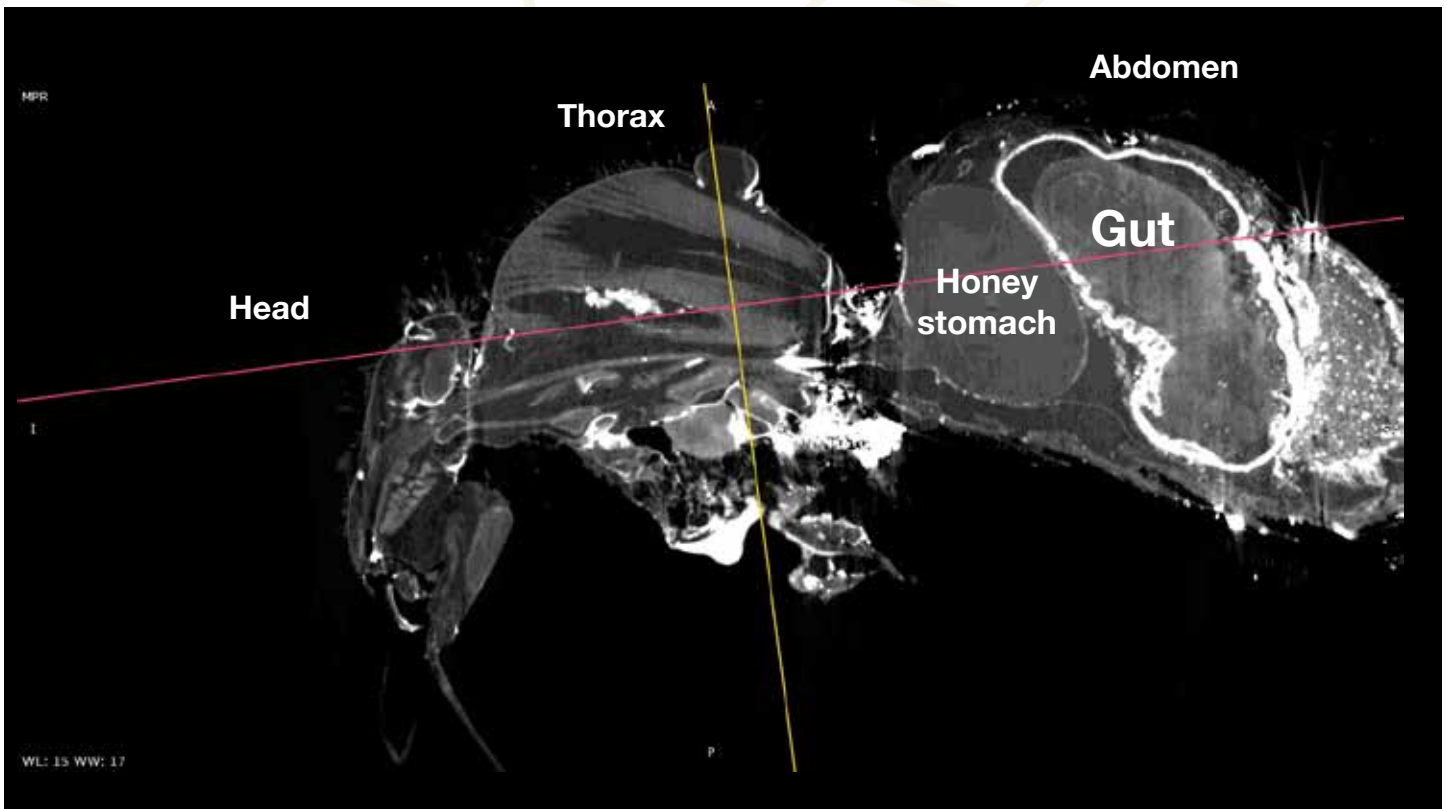 Abdomen
MPR
A
Thorax
Gut
Honey
stomach
Head
I
P
WL: 15 WW: 17